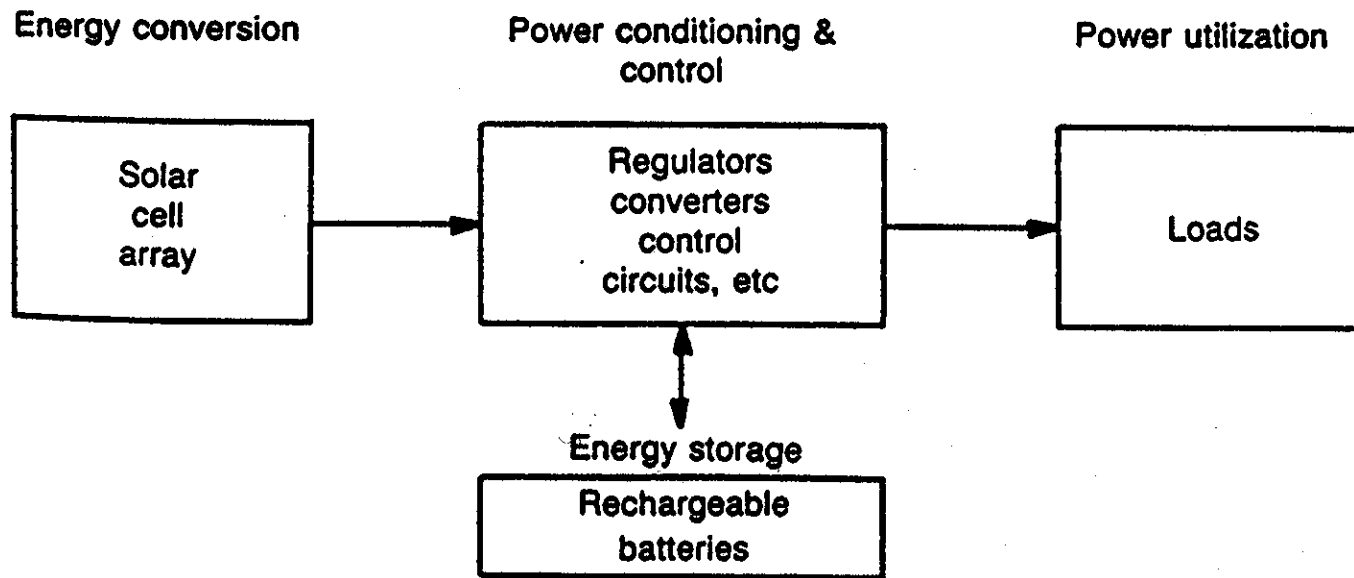 Energy conversion
Power conditioning &
control
Power utilization
Solar
cell
array
Regulators
converters
control
circuits, etc
Loads
Energy storage
Rechargeable
batteries